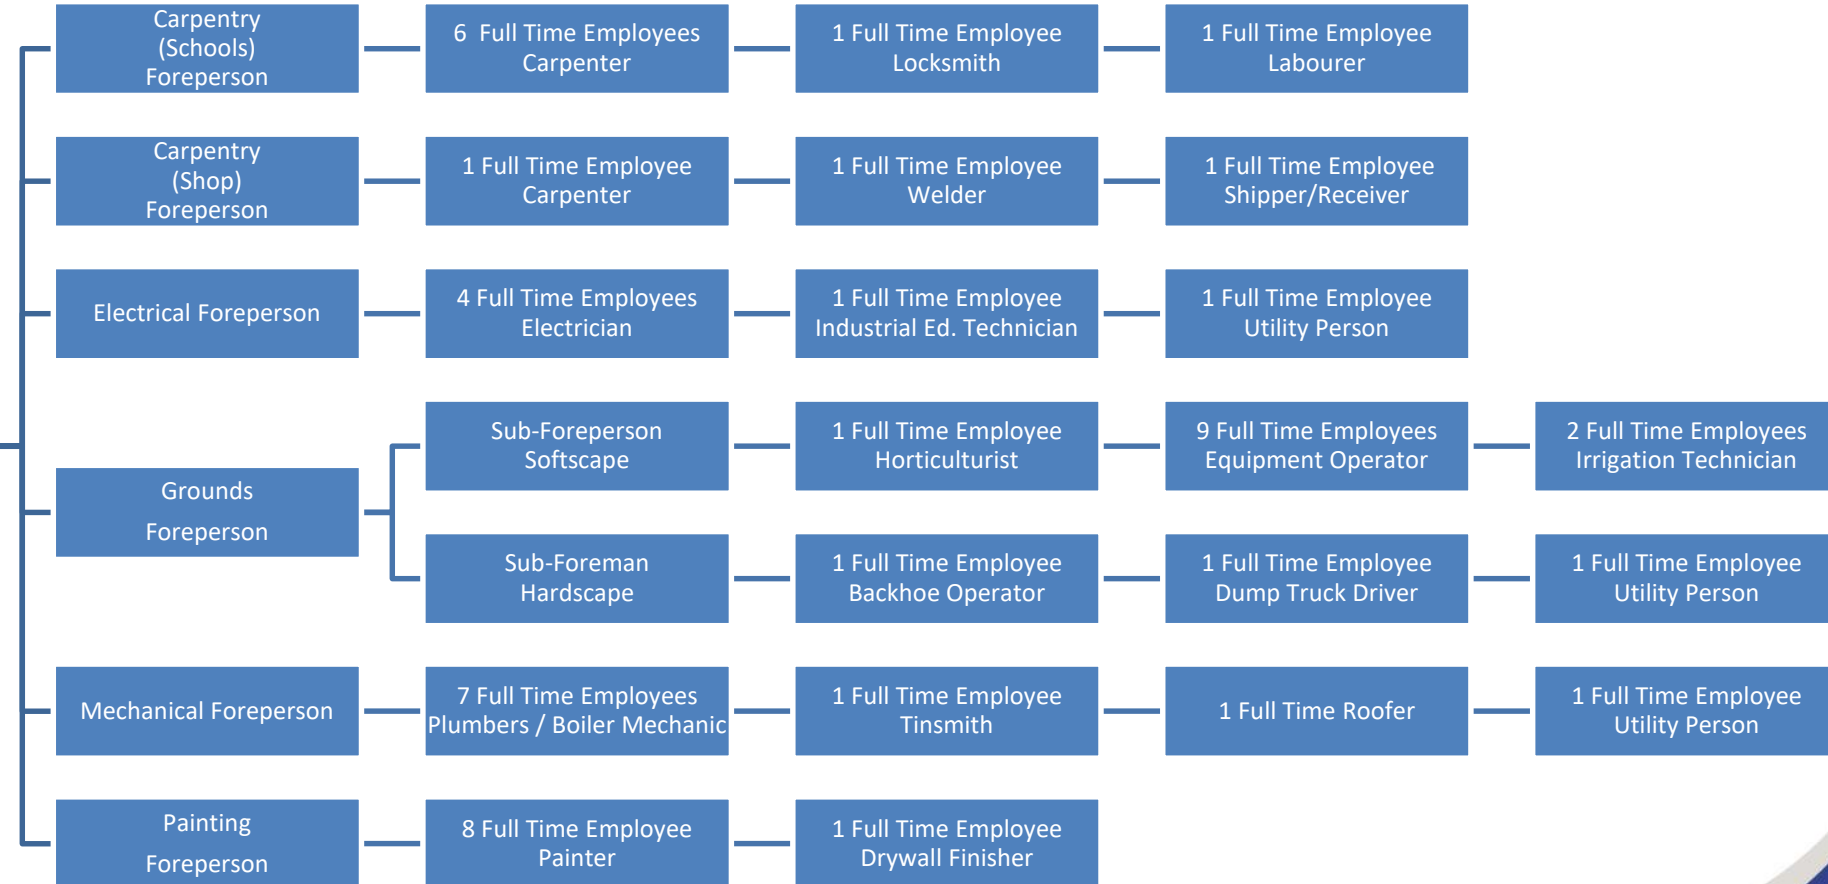 Carpentry
(Schools)
Foreperson
6  Full Time Employees
Carpenter
1 Full Time Employee
Locksmith
1 Full Time Employee
Labourer
Carpentry
(Shop)
Foreperson
1 Full Time Employee
Carpenter
1 Full Time Employee
Welder
1 Full Time Employee
Shipper/Receiver
Electrical Foreperson
4 Full Time Employees
Electrician
1 Full Time Employee
Industrial Ed. Technician
1 Full Time Employee
Utility Person
Grounds
Foreperson
Sub-Foreperson
Softscape
1 Full Time Employee
Horticulturist
9 Full Time Employees
Equipment Operator
2 Full Time Employees
Irrigation Technician
Sub-Foreman
Hardscape
1 Full Time Employee
Backhoe Operator
1 Full Time Employee
Dump Truck Driver
1 Full Time Employee
Utility Person
Mechanical Foreperson
7 Full Time Employees
Plumbers / Boiler Mechanic
1 Full Time Employee
Tinsmith
1 Full Time Roofer
1 Full Time Employee
Utility Person
Painting
Foreperson
8 Full Time Employee
Painter
1 Full Time Employee
Drywall Finisher